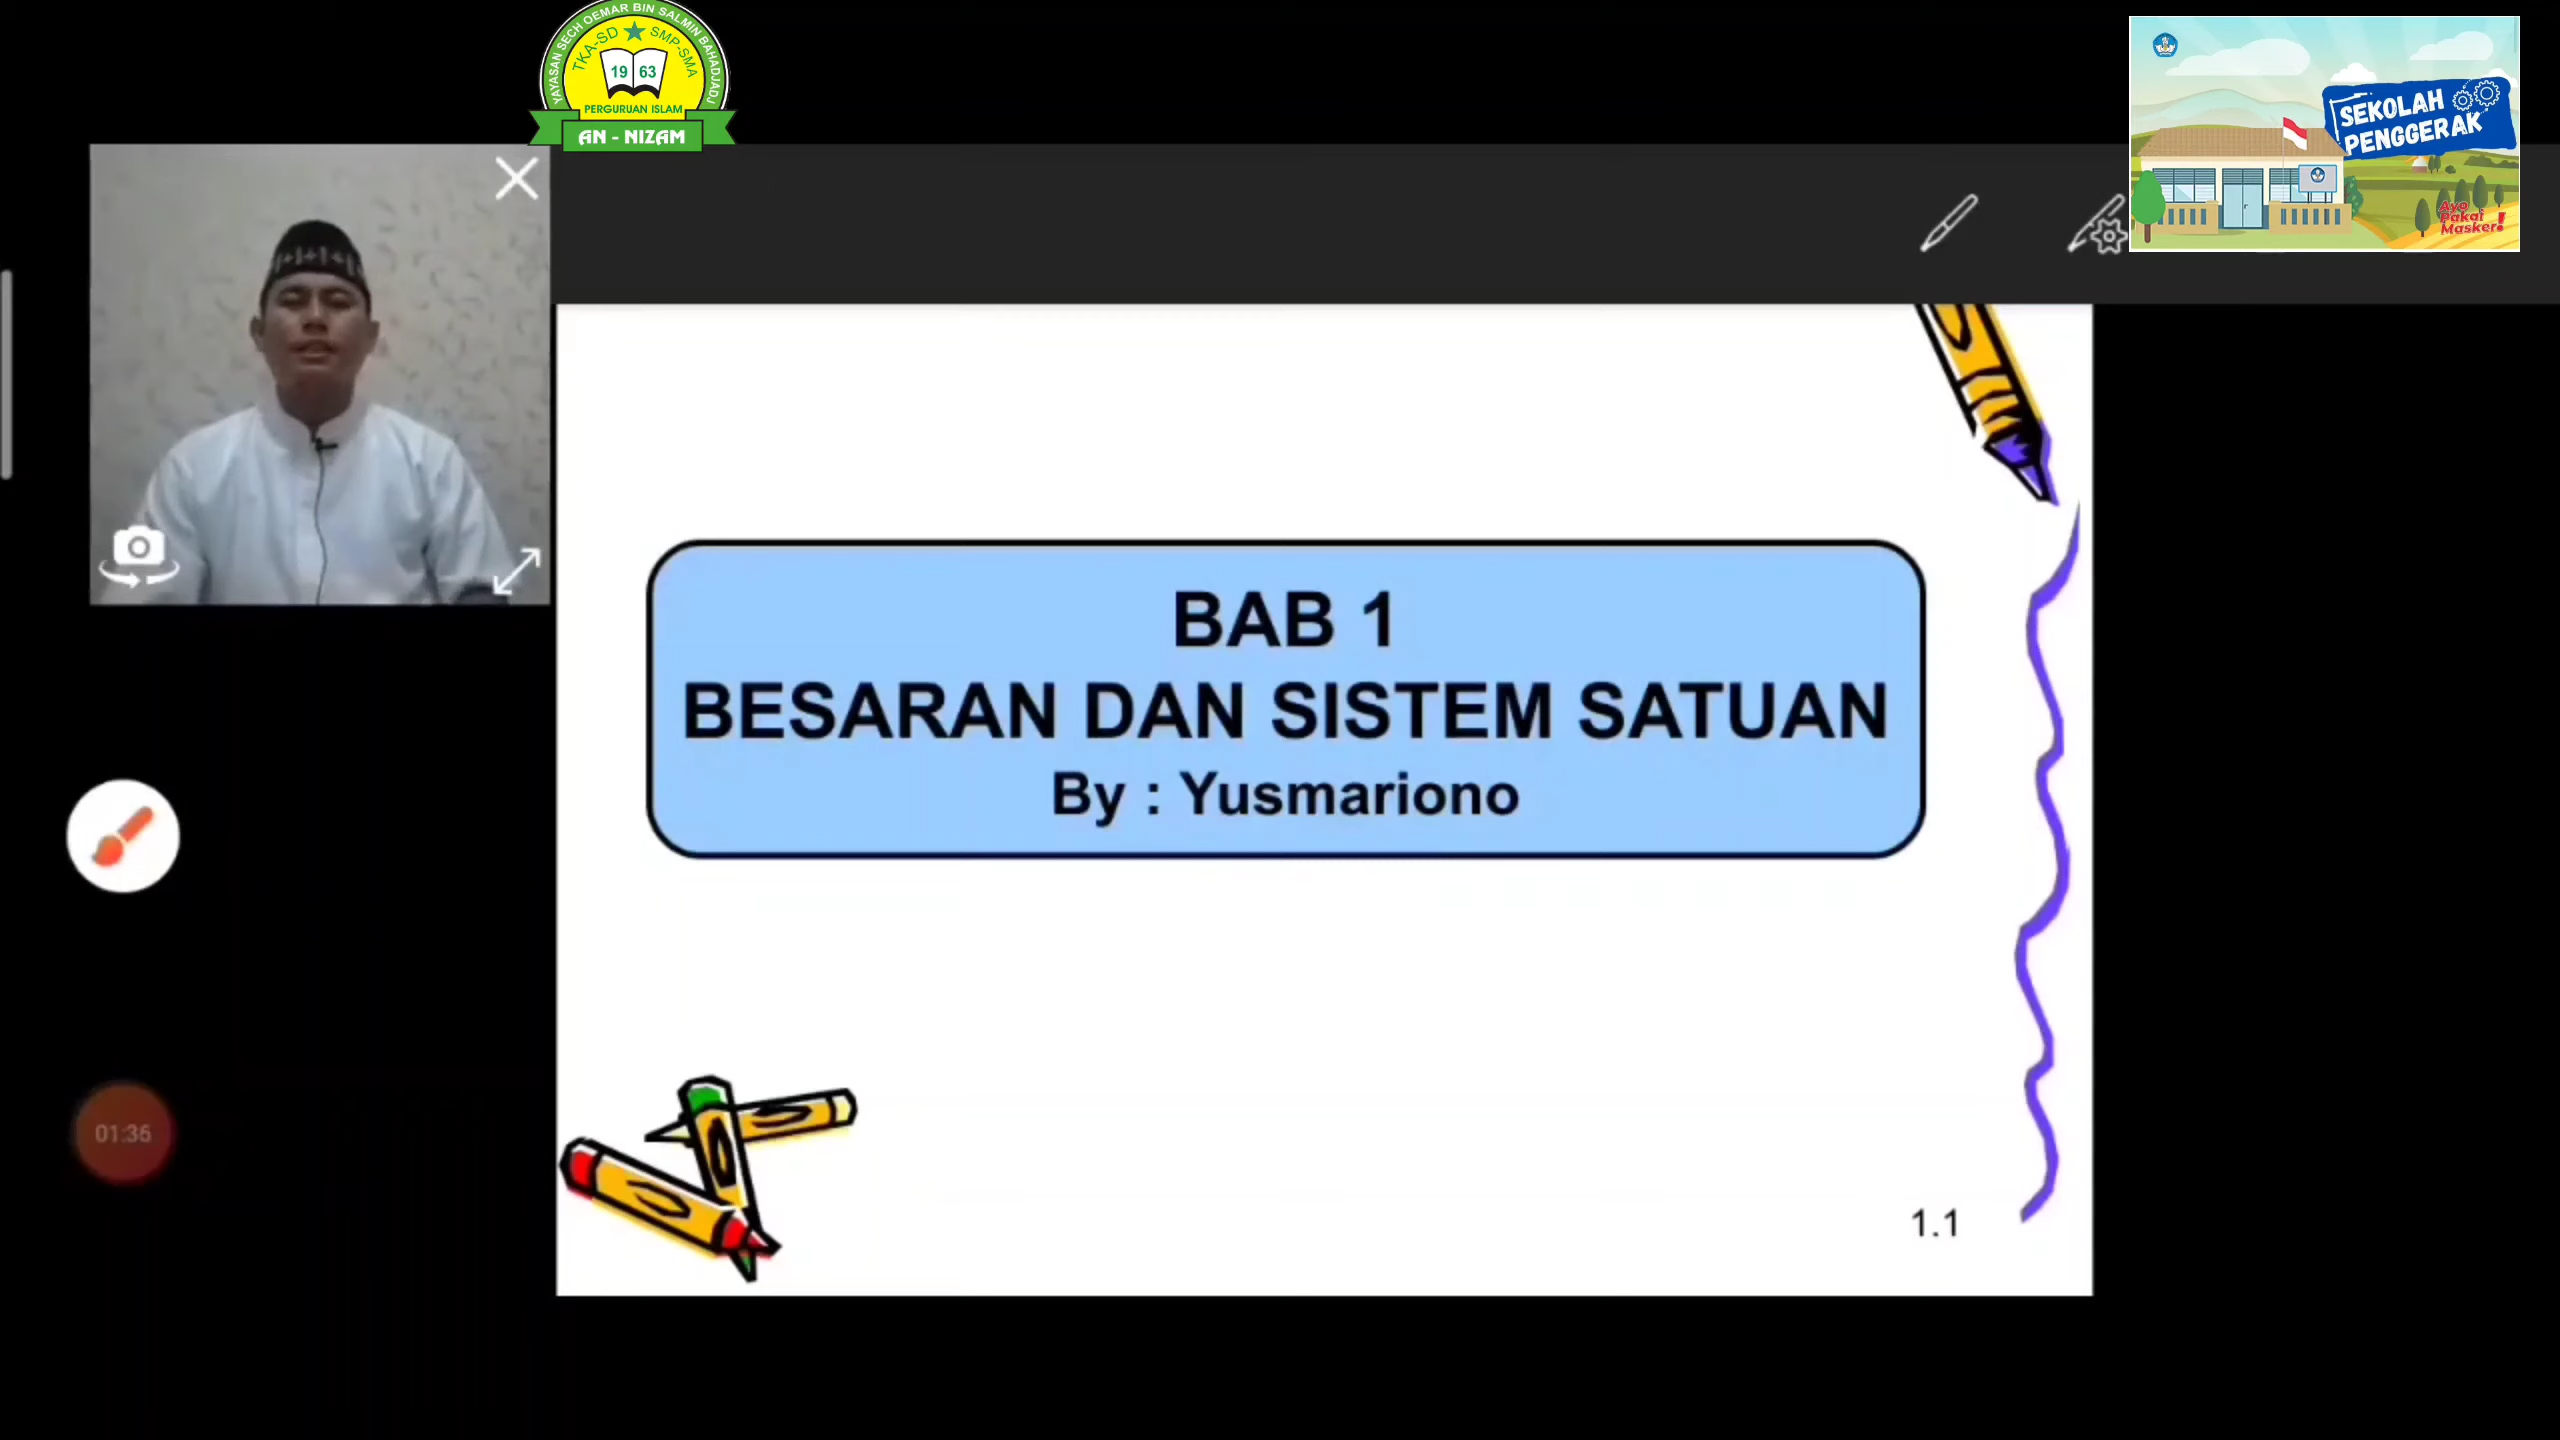 YAYASAN SECH OEMAR BIN SALMIN BAHADJADJ
TKA-SD SMP-SMA
19 63
PERGURUAN ISLAM
AN - NIZAM
SEKOLAH
PENGGERAK
Ayo
Pakai
Masker!
BAB 1
BESARAN DAN SISTEM SATUAN
By : Yusmariono
01:36
1.1